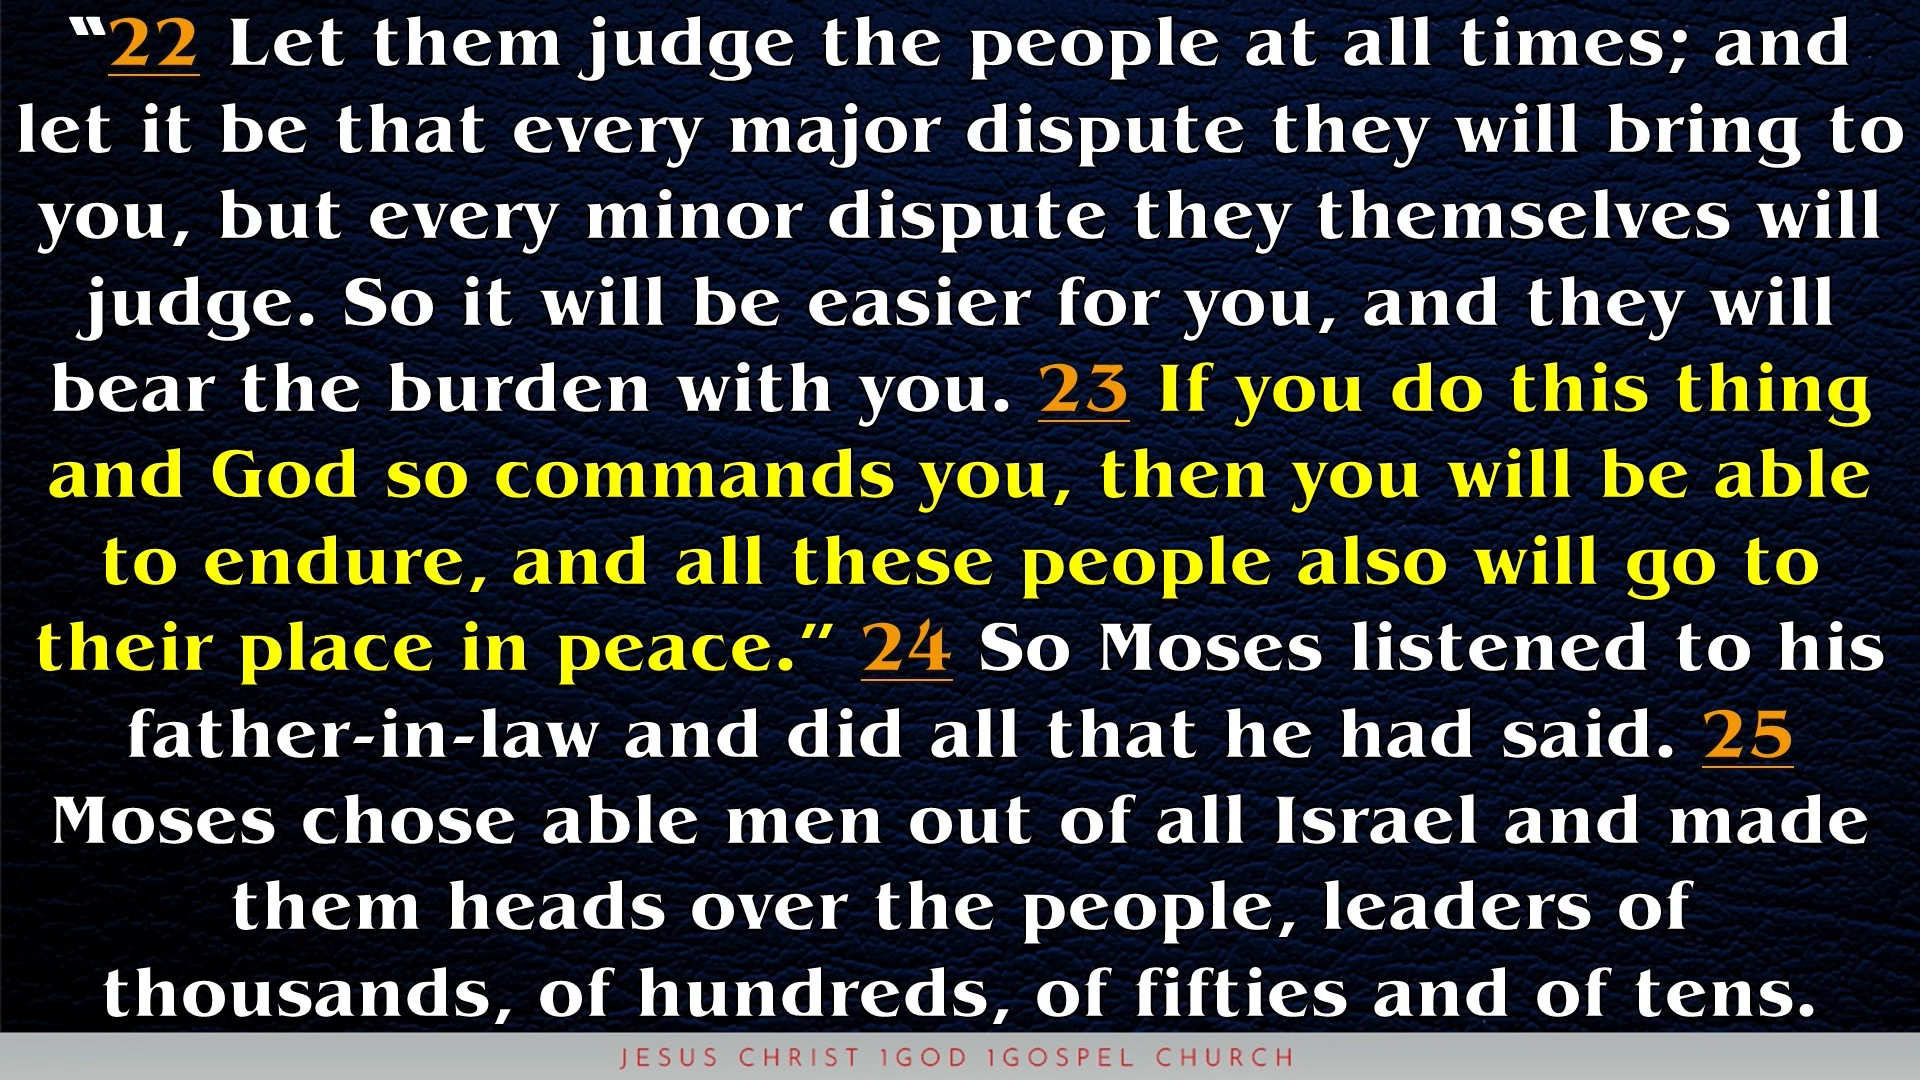 “22 Let them judge the people at all times; and
let it be that every major dispute they will bring to
you, but every minor dispute they themselves will
judge. So it will be easier for you, and they will
bear the burden with you. 23 If you do this thing
and God so commands you, then you will be able
to endure, and all these people also will go to
their place in peace.” 24 So Moses listened to his
father-in-law and did all that he had said. 25
Moses chose able men out of all Israel and made
them heads over the people, leaders of
thousands, of hundreds, of fifties and of tens.
JESUS CHRIST 1GOD 1GOSPEL CHURCH